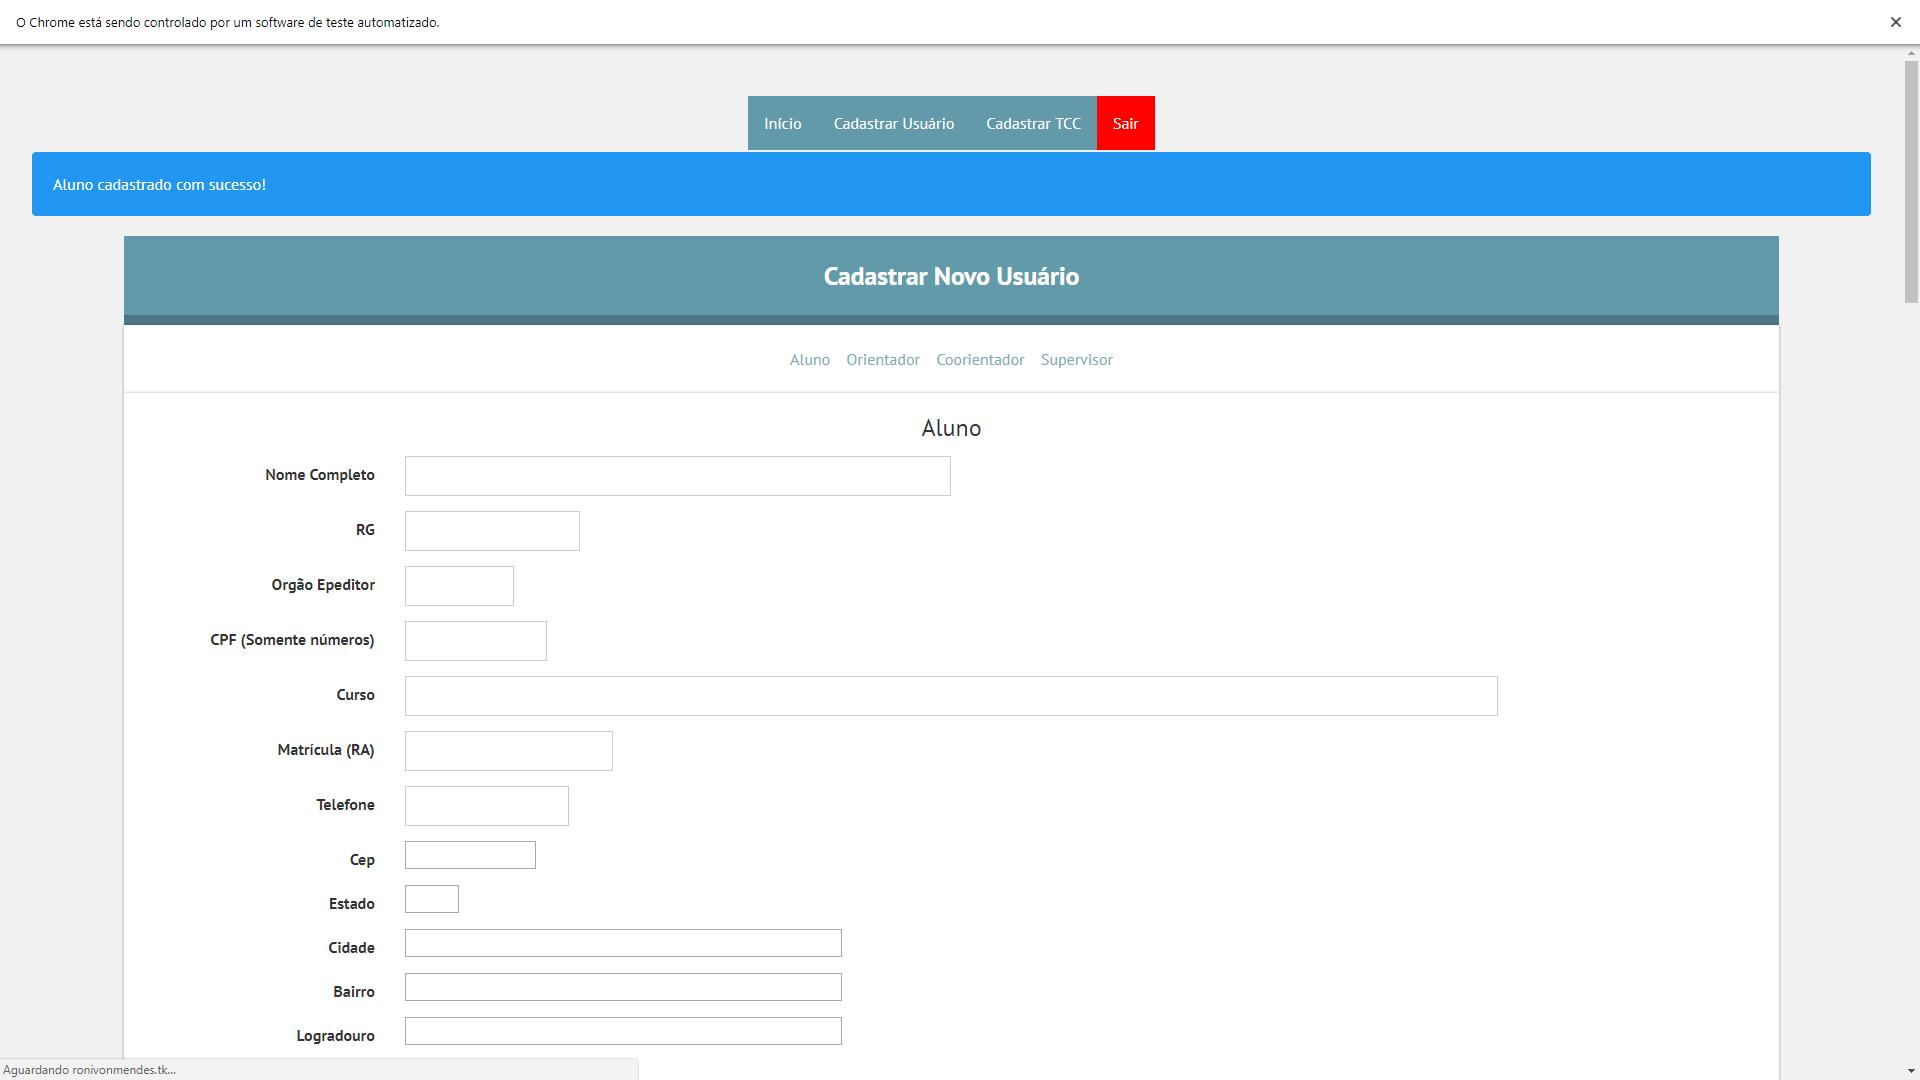 O Chrome está sendo controlado por um software de teste automatizado.
Início Cadastrar Usuário Cadastrar TCC Sair
Aluno cadastrado com sucesso!
Cadastrar Novo Usuário
Aluno Orientador Coorientador Supervisor
Aluno
Nome Completo
RG
Orgão Epeditor
CPF (Somente números)
Curso
Matrícula (RA)
Telefone
Cep
Estado
Cidade
Bairro
Logradouro
Aguardando ronivonmendes.tk...